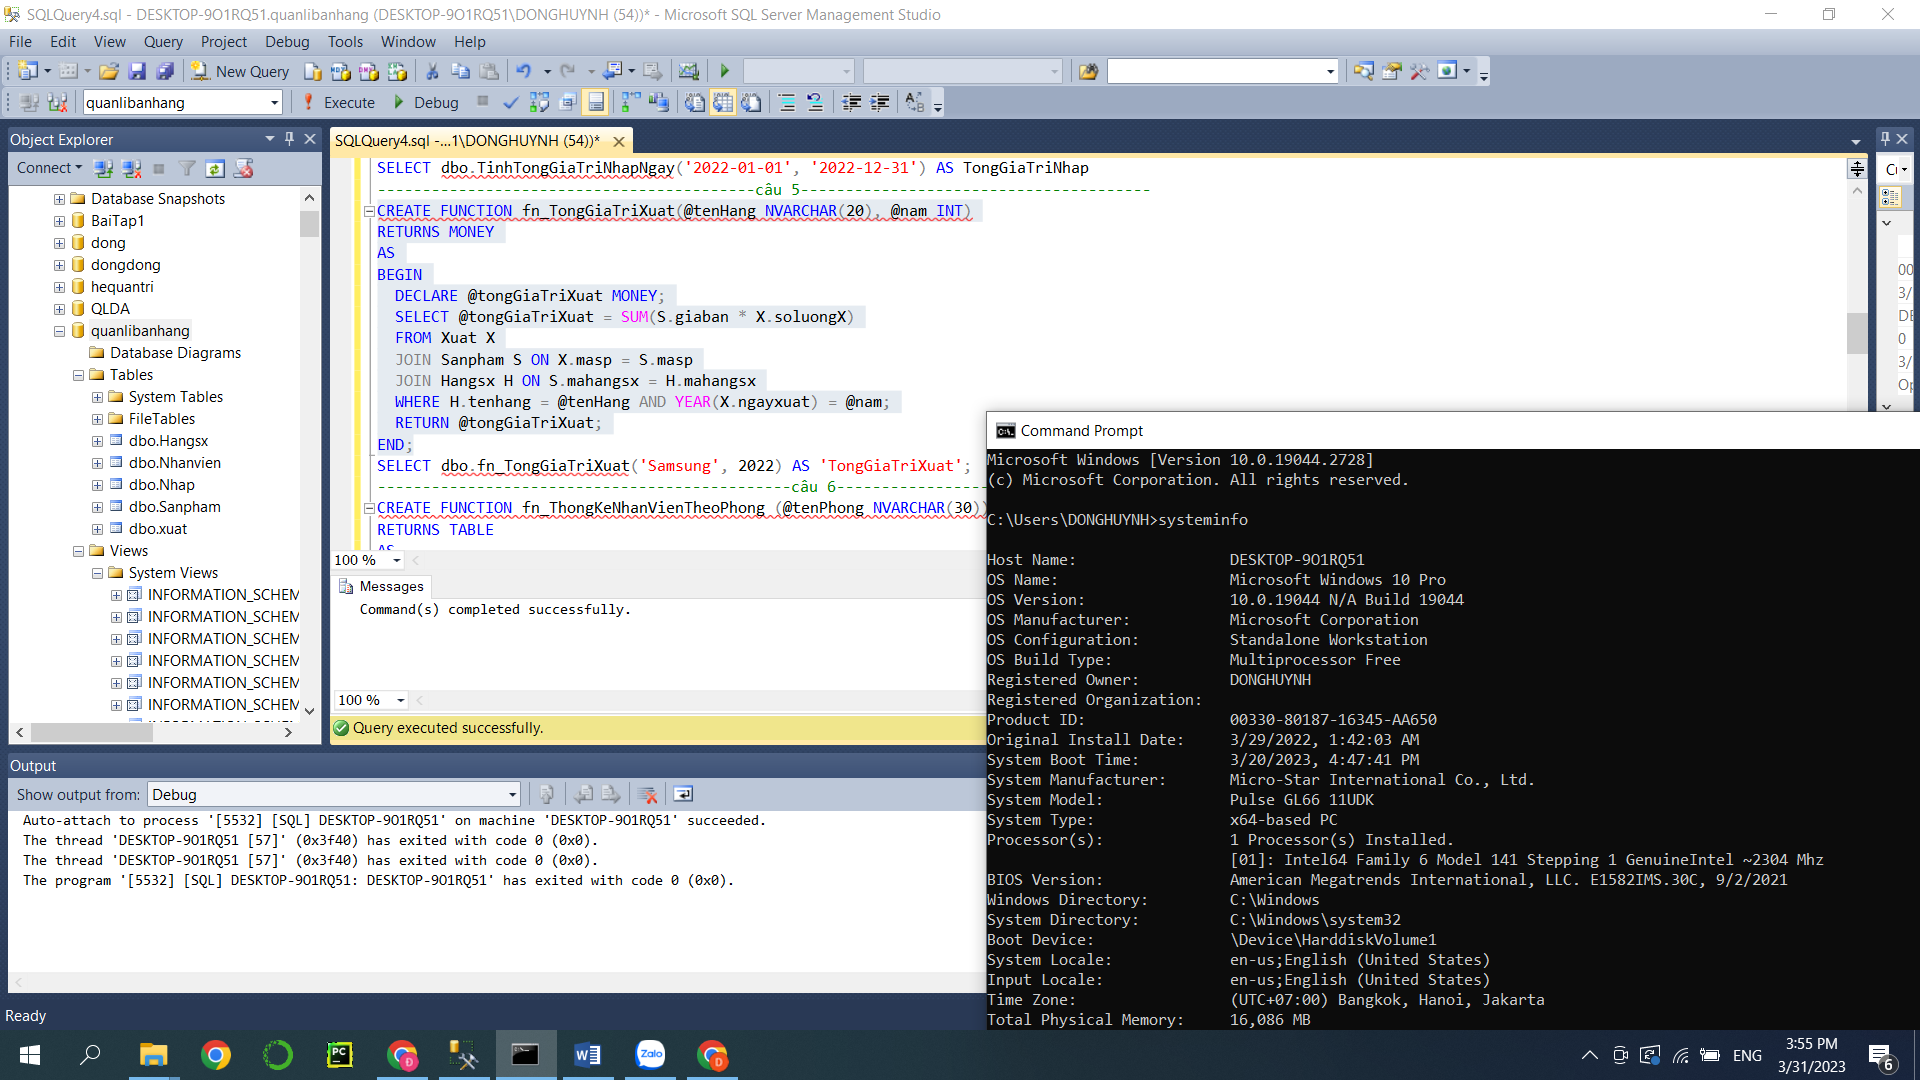 SQLQuery4.sql - DESKTOP-9O1RQ51.quanlibanhang (DESKTOP-9O1RQ51\DONGHUYNH (54))* - Microsoft SQL Server Management Studio
File Edit View Query Project Debug Tools Window Help
New Query
quanlibanhang Execute Debug
Object Explorer
Connect
Database Snapshots
BaiTap1
dong
dongdong
hequantri
QLDA
quanlibanhang
Database Diagrams
Tables
System Tables
FileTables
dbo.Hangsx
dbo.Nhanvien
dbo.Nhap
dbo.Sanpham
dbo.xuat
Views
System Views
INFORMATION_SCHEM
INFORMATION_SCHEM
INFORMATION_SCHEM
INFORMATION_SCHEM
INFORMATION_SCHEM
INFORMATION_SCHEM
SQLQuery4.sql -...1\DONGHUYNH (54))*
SELECT dbo.TinhTongGiaTriNhapNgay('2022-01-01', '2022-12-31') AS TongGiaTriNhap
------------------------------------------câu 5---------------------------------------
CREATE FUNCTION fn_TongGiaTriXuat(@tenHang NVARCHAR(20), @nam INT)
RETURNS MONEY
AS
BEGIN
DECLARE @tongGiaTriXuat MONEY;
SELECT @tongGiaTriXuat = SUM(S.giaban * X.soluongX)
FROM Xuat X
JOIN Sanpham S ON X.masp = S.masp
JOIN Hangsx H ON S.mahangsx = H.mahangsx
WHERE H.tenhang = @tenHang AND YEAR(X.ngayxuat) = @nam;
RETURN @tongGiaTriXuat;
END;
SELECT dbo.fn_TongGiaTriXuat('Samsung', 2022) AS 'TongGiaTriXuat';
----------------------------------------------câu 6-----------------
CREATE FUNCTION fn_ThongKeNhanVienTheoPhong (@tenPhong NVARCHAR(30))
RETURNS TABLE
AS
100 %
Messages
Command(s) completed successfully.
100 %
Query executed successfully.
Output
Show output from: Debug
Auto-attach to process '[5532] [SQL] DESKTOP-9O1RQ51' on machine 'DESKTOP-9O1RQ51' succeeded.
The thread 'DESKTOP-9O1RQ51 [57]' (0x3f40) has exited with code 0 (0x0).
The thread 'DESKTOP-9O1RQ51 [57]' (0x3f40) has exited with code 0 (0x0).
The program '[5532] [SQL] DESKTOP-9O1RQ51: DESKTOP-9O1RQ51' has exited with code 0 (0x0).
Ready
00
3/
0
3/
Op
Command Prompt
Microsoft Windows [Version 10.0.19044.2728]
(c) Microsoft Corporation. All rights reserved.
C:\Users\DONGHUYNH>systeminfo
Host Name: DESKTOP-9O1RQ51
OS Name: Microsoft Windows 10 Pro
OS Version: 10.0.19044 N/A Build 19044
OS Manufacturer: Microsoft Corporation
OS Configuration: Standalone Workstation
OS Build Type: Multiprocessor Free
Registered Owner: DONGHUYNH
Registered Organization:
Product ID: 00330-80187-16345-AA650
Original Install Date: 3/29/2022, 1:42:03 AM
System Boot Time: 3/20/2023, 4:47:41 PM
System Manufacturer: Micro-Star International Co., Ltd.
System Model: Pulse GL66 11UDK
System Type: x64-based PC
Processor(s): 1 Processor(s) Installed.
[01]: Intel64 Family 6 Model 141 Stepping 1 GenuineIntel ~2304 Mhz
BIOS Version: American Megatrends International, LLC. E1582IMS.30C, 9/2/2021
Windows Directory: C:\Windows
System Directory: C:\Windows\system32
Boot Device: \Device\HarddiskVolume1
System Locale: en-us;English (United States)
Input Locale: en-us;English (United States)
Time Zone: (UTC+07:00) Bangkok, Hanoi, Jakarta
Total Physical Memory: 16,086 MB
PC
Zalo
ENG
3:55 PM
3/31/2023
6